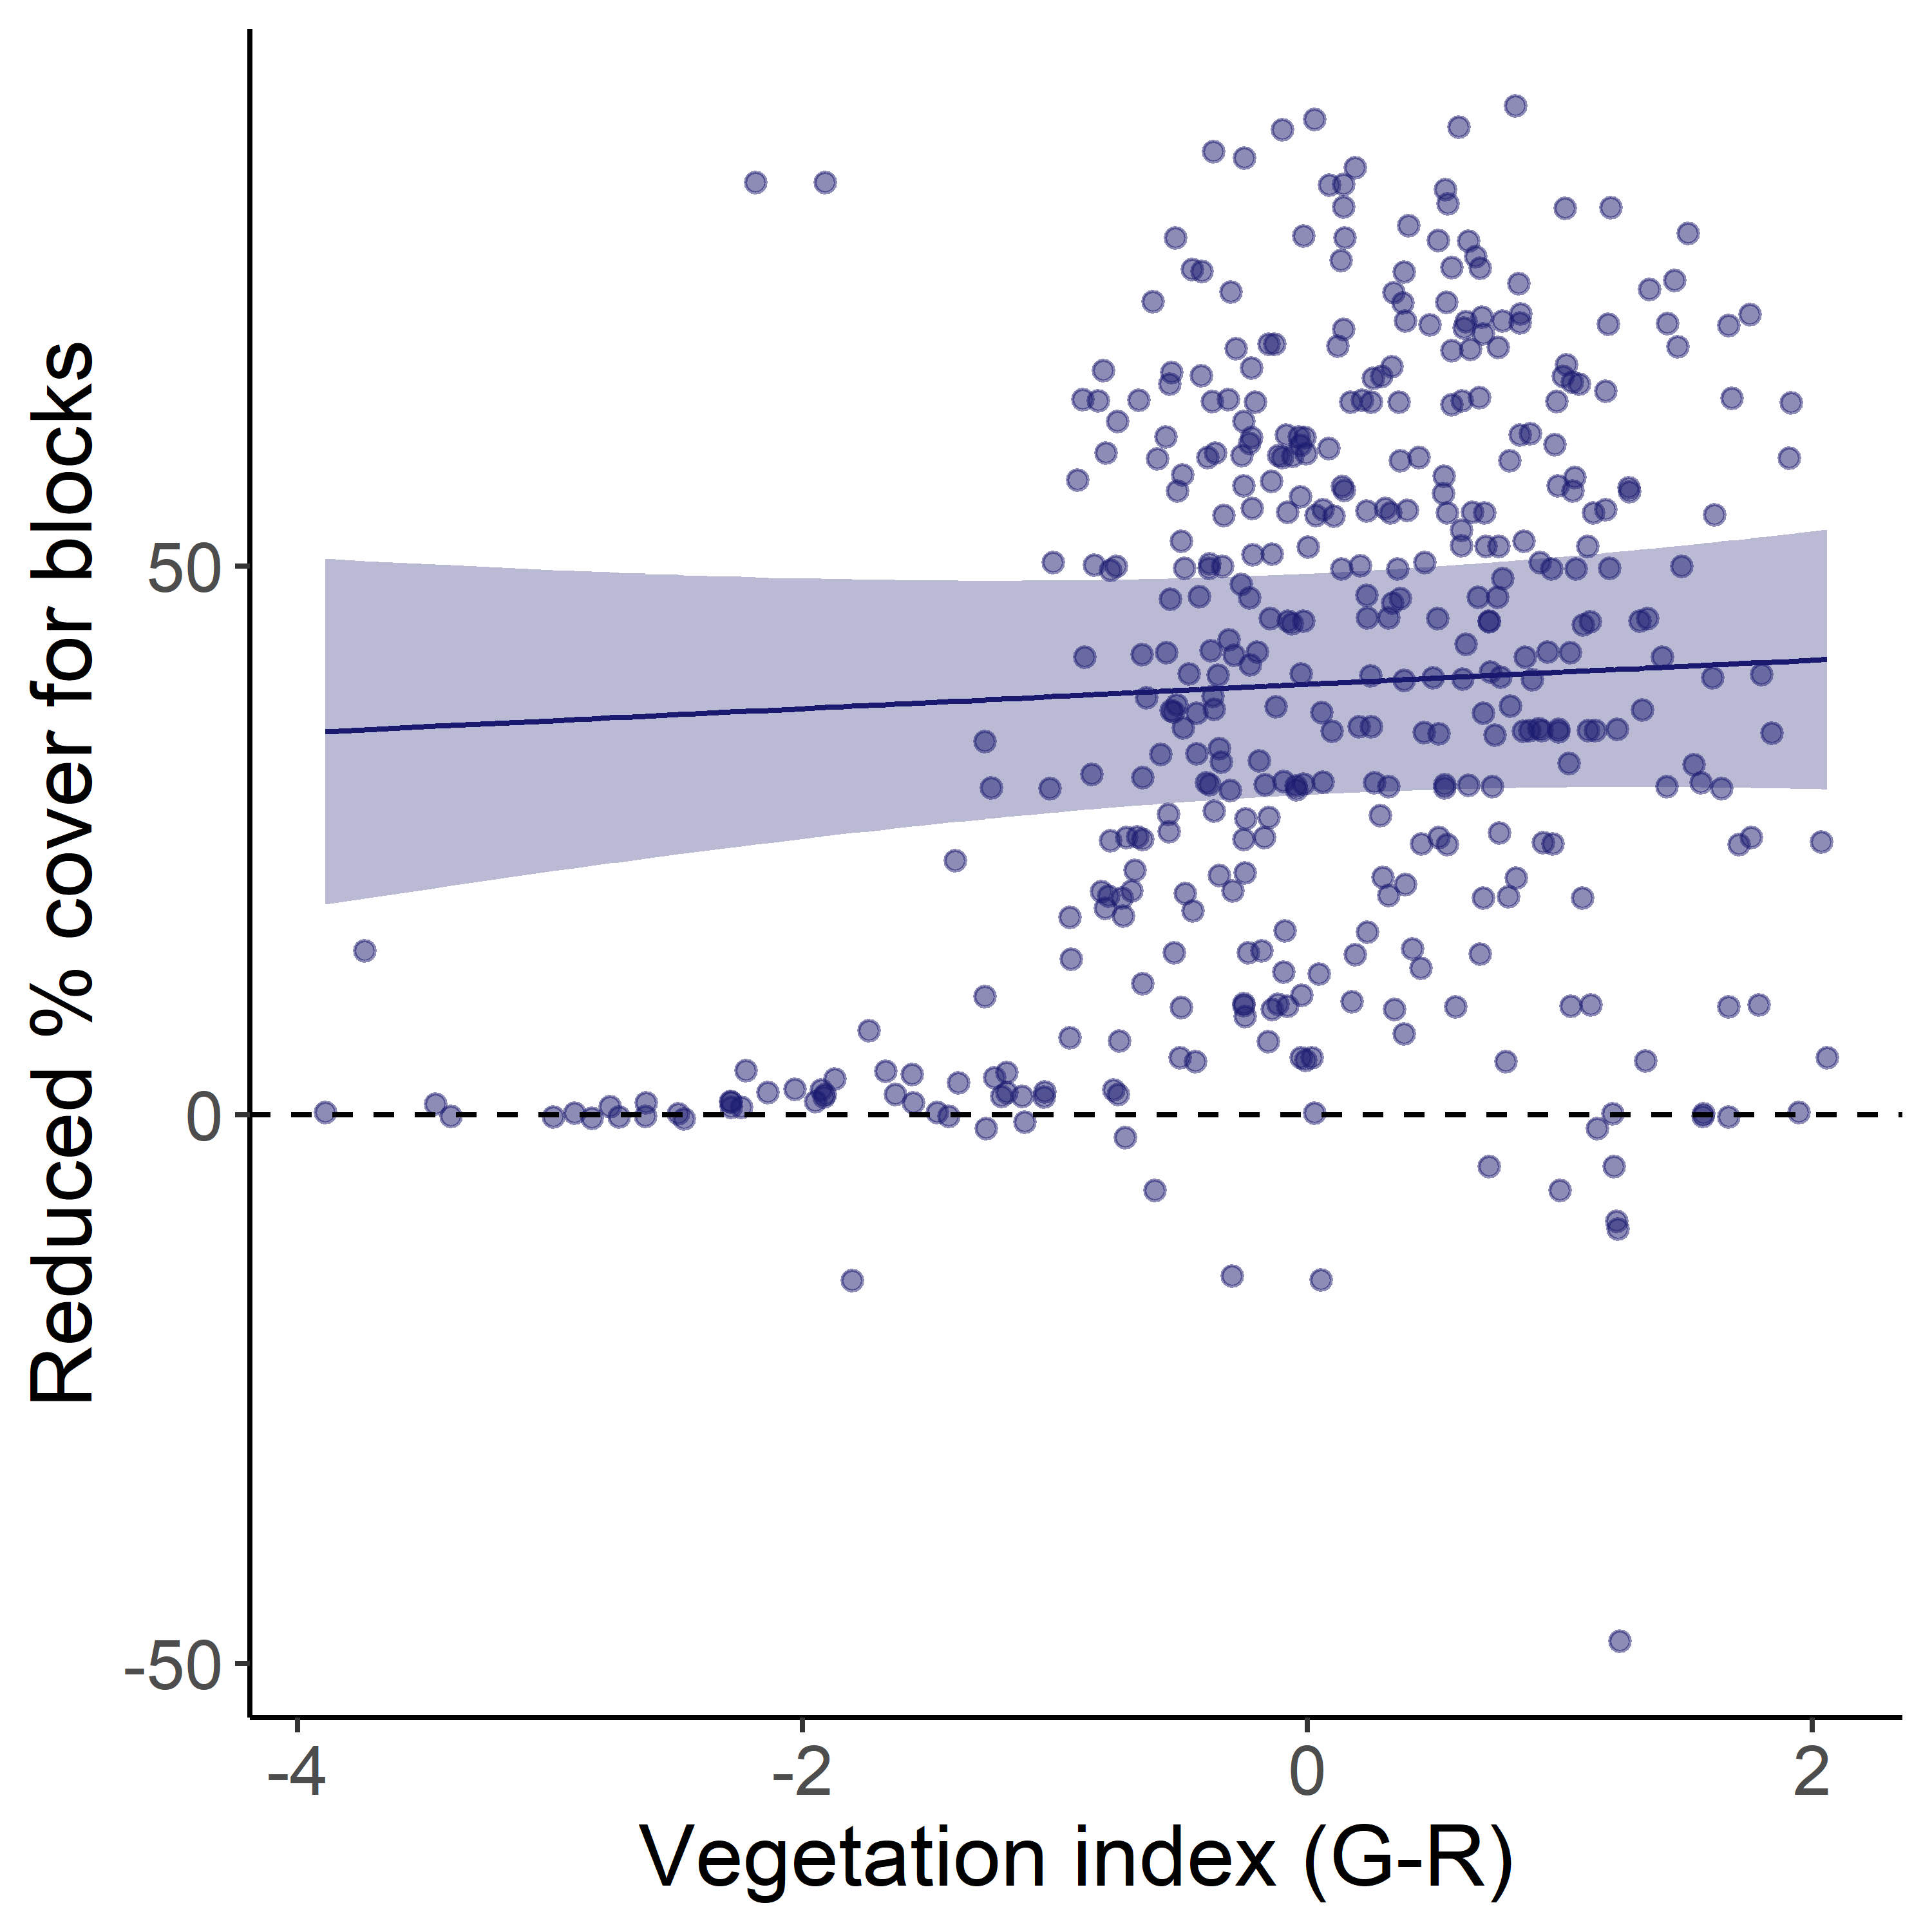 Reduced % cover for blocks
50
0
-50
-4 -2 0 2
Vegetation index (G-R)